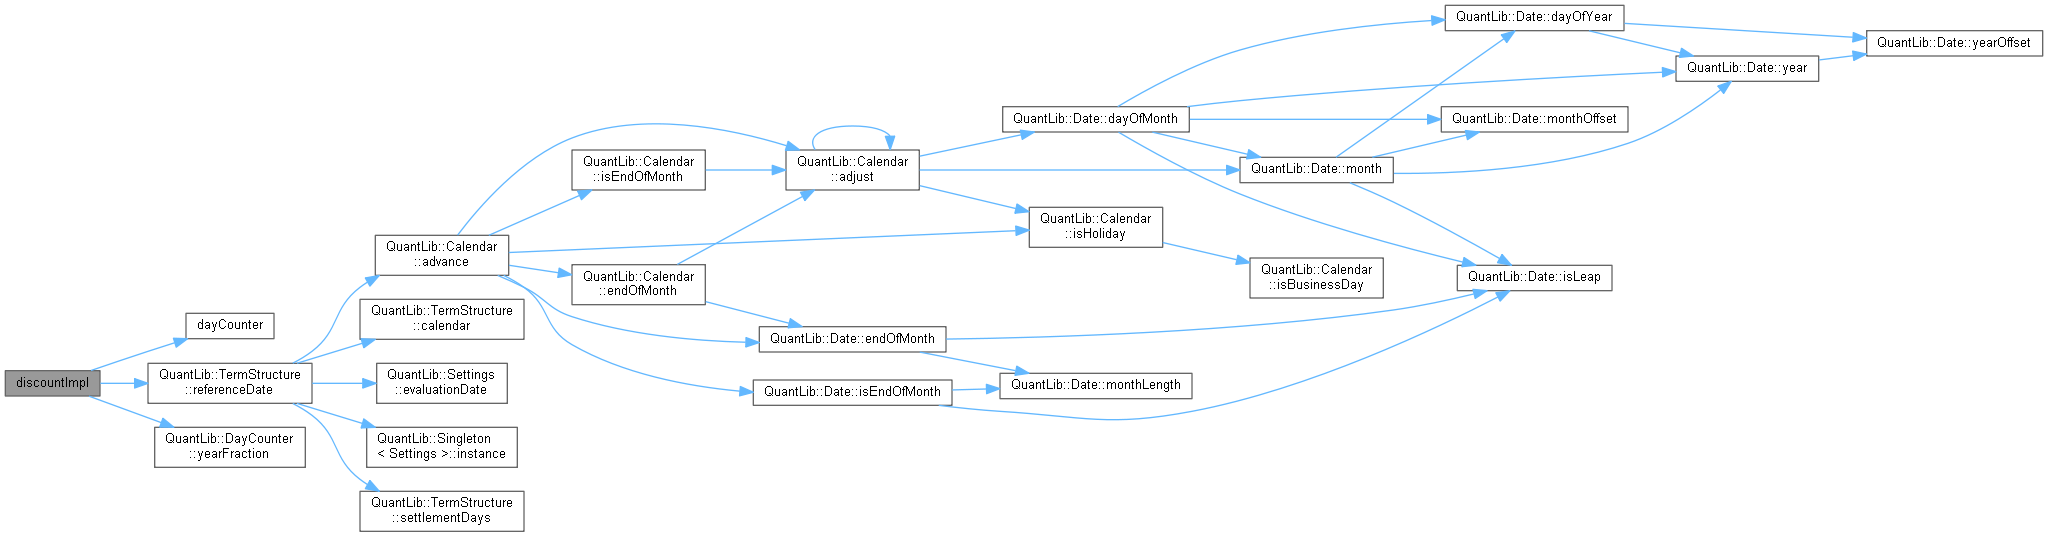 discountImpl
dayCounter
QuantLib::TermStructure
::referenceDate
QuantLib::DayCounter
::yearFraction
QuantLib::Calendar
::advance
QuantLib::TermStructure
::calendar
QuantLib::Settings
::evaluationDate
QuantLib::Singleton
< Settings >::instance
QuantLib::TermStructure
::settlementDays
QuantLib::Calendar
::isEndOfMonth
QuantLib::Calendar
::endOfMonth
QuantLib::Calendar
::adjust
QuantLib::Date::endOfMonth
QuantLib::Date::isEndOfMonth
QuantLib::Date::dayOfMonth
QuantLib::Calendar
::isHoliday
QuantLib::Date::monthLength
QuantLib::Date::month
QuantLib::Calendar
::isBusinessDay
QuantLib::Date::dayOfYear
QuantLib::Date::monthOffset
QuantLib::Date::isLeap
QuantLib::Date::year
QuantLib::Date::yearOffset